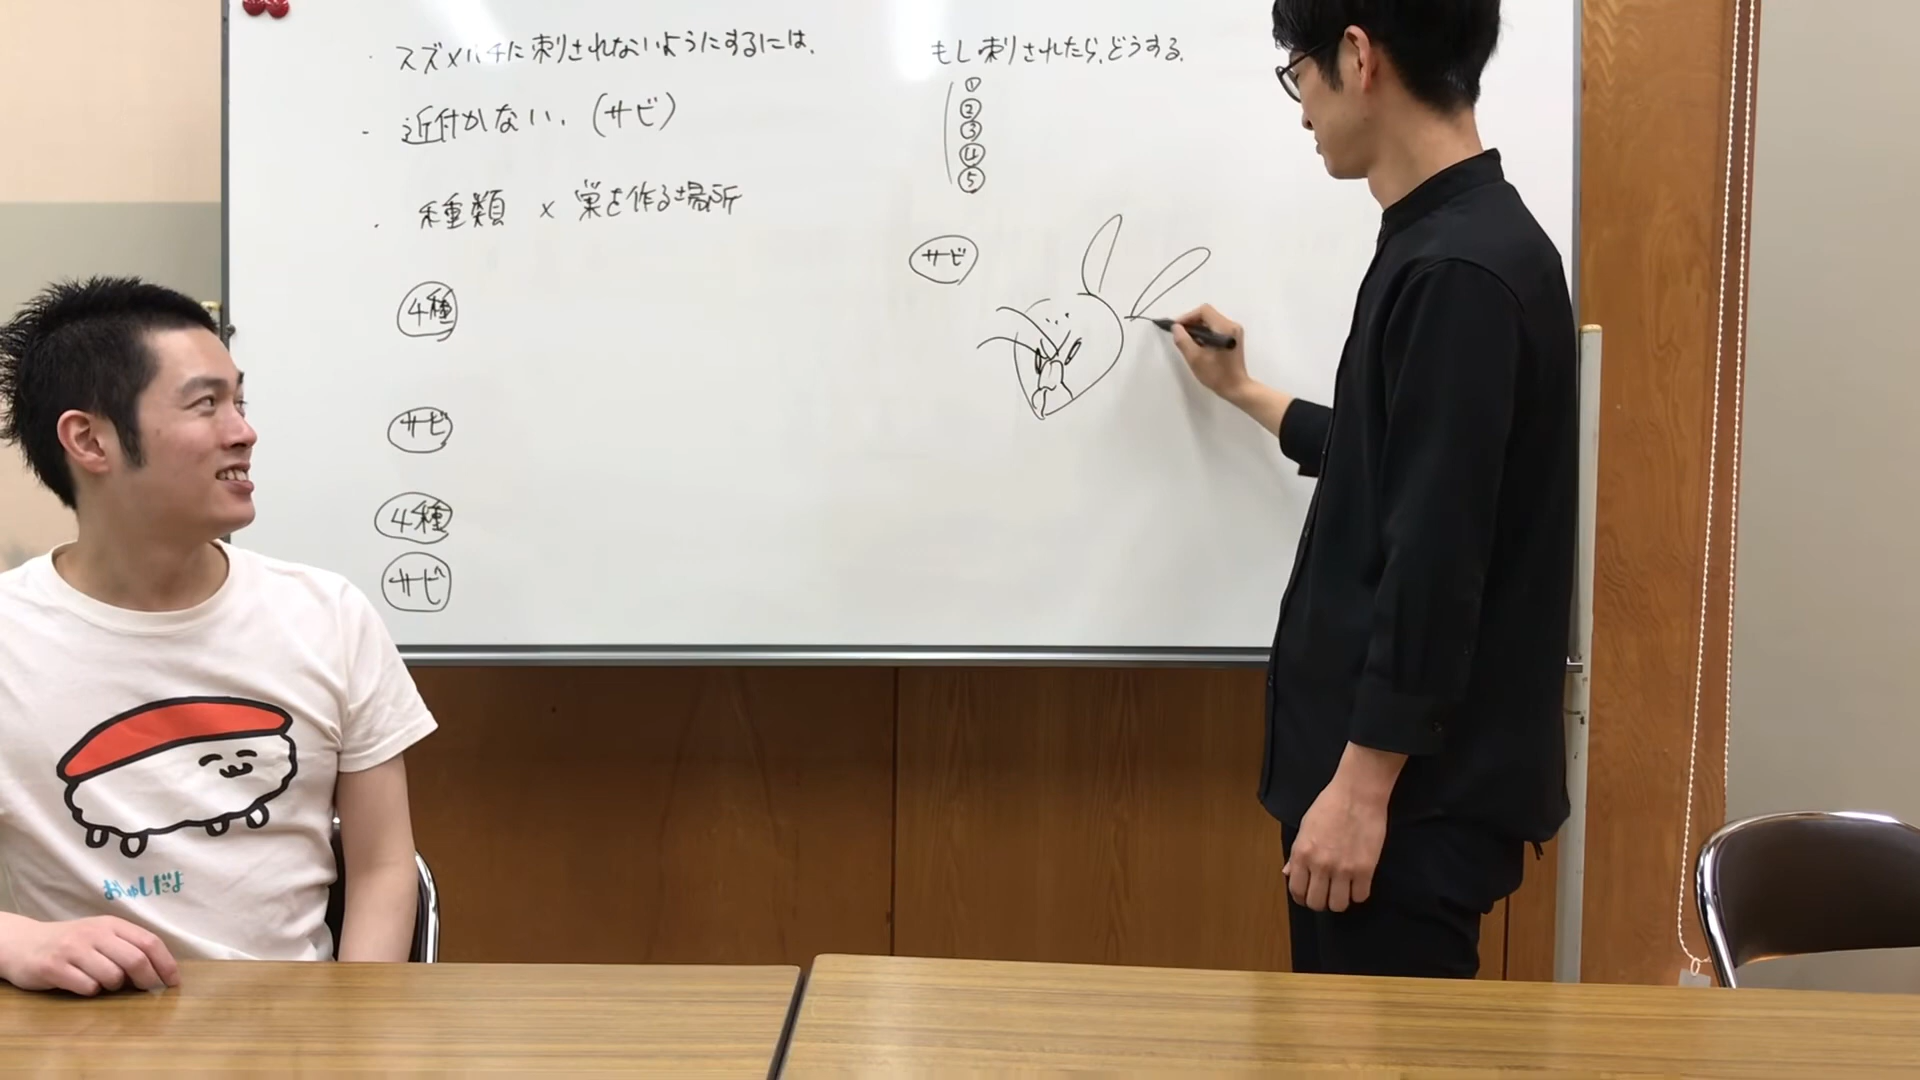 ・スズメバチに刺されないようにするには、
・近付かない.（サビ）
・種類 × 巣を作る場所
4種
サビ
4種
サビ
もし刺されたら、どうする.
①
②
③
④
⑤
サビ
おしゅしだよ